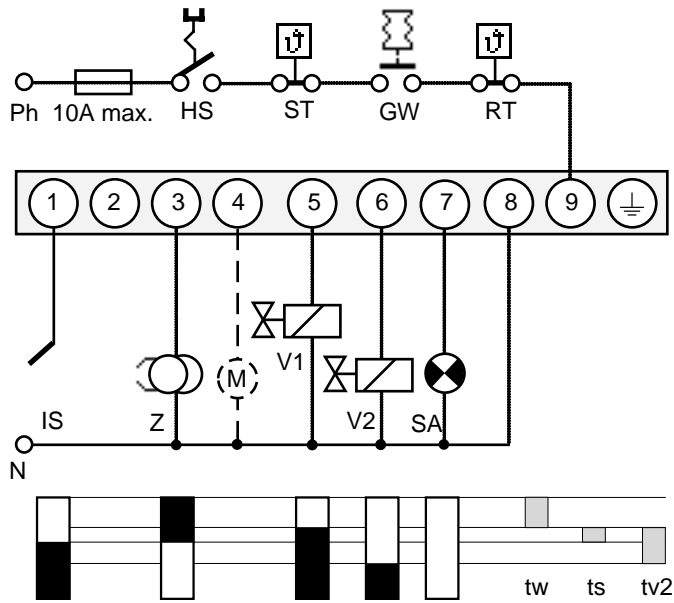 ϑ ϑ
Ph 10A max. HS ST GW RT
1 2 3 4 5 6 7 8 9
M
V1
IS Z V2 SA
N
tw ts tv2